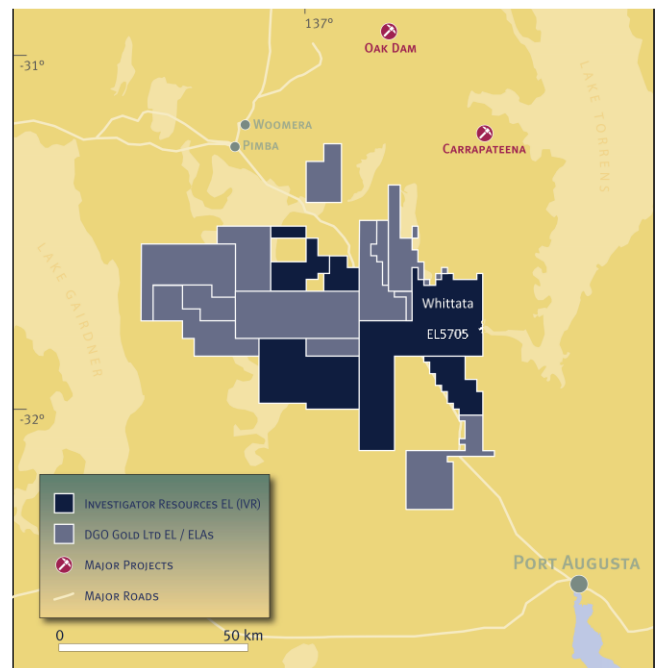 137°
-31°
OAK DAM
WOOMERA
PIMBA
CARRAPATEENA
LAKE TORRENS
LAKE GAIRDNER
Whittata
EL5705
-32°
INVESTIGATOR RESOURCES EL (IVR)
DGO GOLD LTD EL / ELAS
MAJOR PROJECTS
MAJOR ROADS
PORT AUGUSTA
0 50 km